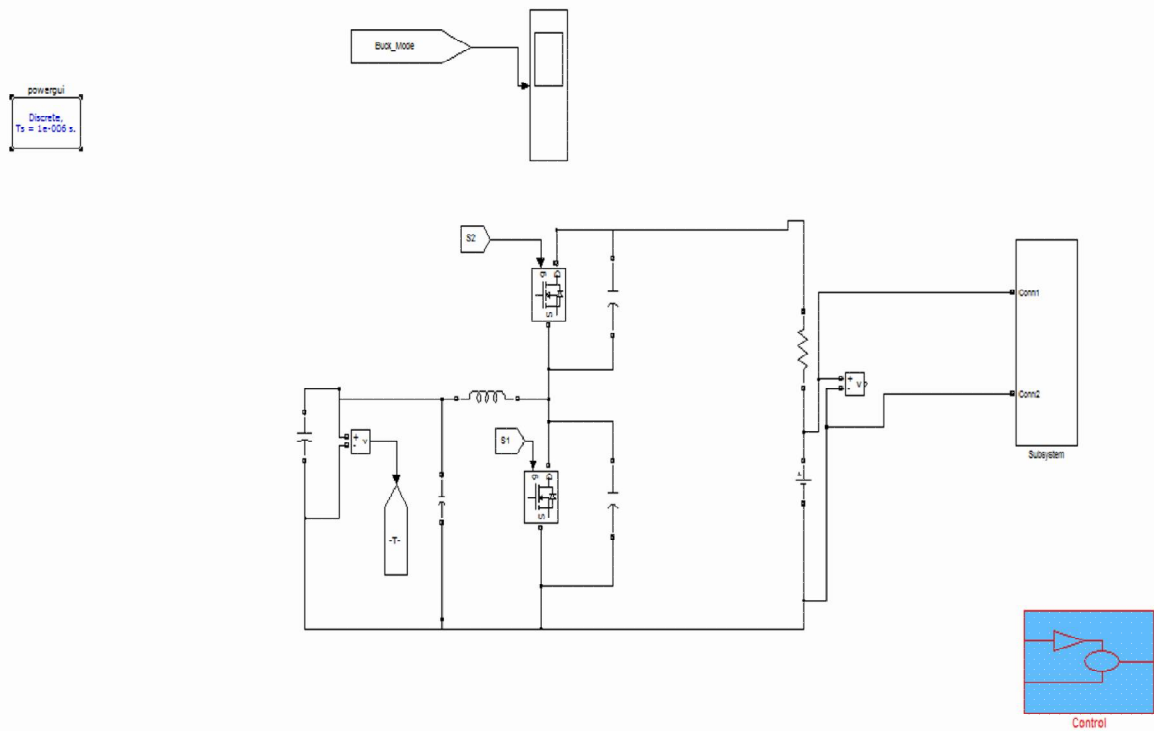 Buck_Mode
powergui
Discrete,
Ts = 1e-006 s.
S2
g
D
S
Conn1
+
-
v
Conn2
S1
g
D
S
+
-
v
-T-
Subsystem
Control